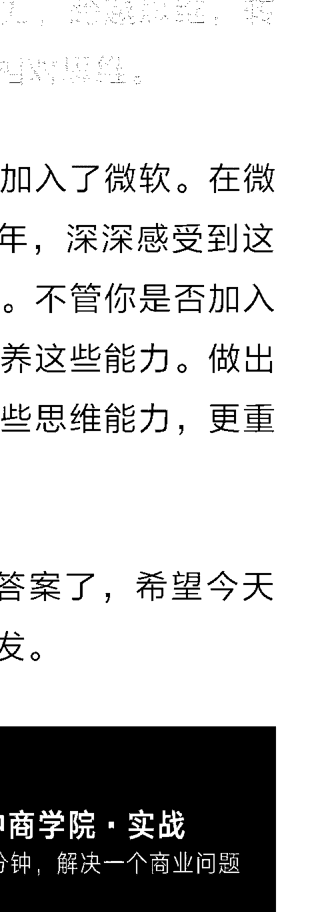 加入了微软。在微
年，深深感受到这
。不管你是否加入
养这些能力。做出
些思维能力，更重
答案了，希望今天
发。
商学院·实战
分钟，解决一个商业问题